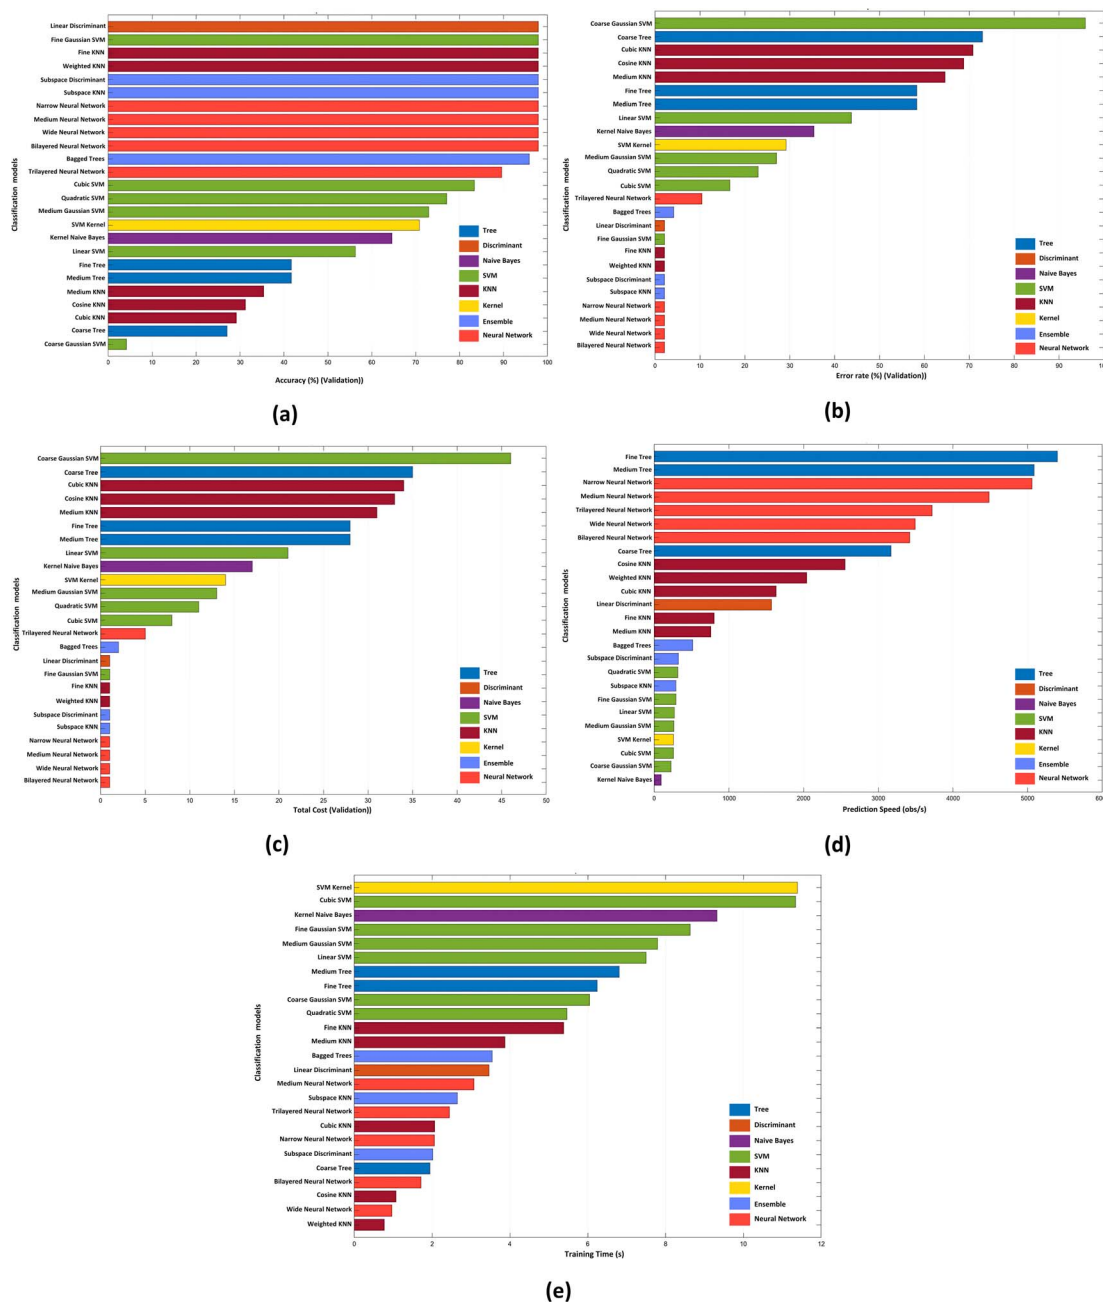 Linear Discriminant
Fine Gaussian SVM
Fine KNN
Weighted KNN
Subspace Discriminant
Subspace KNN
Narrow Neural Network
Medium Neural Network
Wide Neural Network
Bilayered Neural Network
Bagged Trees
Trilayered Neural Network
Cubic SVM
Quadratic SVM
Medium Gaussian SVM
SVM Kernel
Kernel Naive Bayes
Linear SVM
Fine Tree
Medium Tree
Medium KNN
Cosine KNN
Cubic KNN
Coarse Tree
Coarse Gaussian SVM
Classification models
Tree
Discriminant
Naive Bayes
SVM
KNN
Kernel
Ensemble
Neural Network
0 10 20 30 40 50 60 70 80 90 100
Accuracy (%) (Validation))
(a)
Coarse Gaussian SVM
Coarse Tree
Cubic KNN
Cosine KNN
Medium KNN
Fine Tree
Medium Tree
Linear SVM
Kernel Naive Bayes
SVM Kernel
Medium Gaussian SVM
Quadratic SVM
Cubic SVM
Trilayered Neural Network
Bagged Trees
Linear Discriminant
Fine Gaussian SVM
Fine KNN
Weighted KNN
Subspace Discriminant
Subspace KNN
Narrow Neural Network
Medium Neural Network
Wide Neural Network
Bilayered Neural Network
Classification models
Tree
Discriminant
Naive Bayes
SVM
KNN
Kernel
Ensemble
Neural Network
0 10 20 30 40 50 60 70 80 90 100
Error rate (%) (Validation))
(b)
Coarse Gaussian SVM
Coarse Tree
Cubic KNN
Cosine KNN
Medium KNN
Fine Tree
Medium Tree
Linear SVM
Kernel Naive Bayes
SVM Kernel
Medium Gaussian SVM
Quadratic SVM
Cubic SVM
Trilayered Neural Network
Bagged Trees
Linear Discriminant
Fine Gaussian SVM
Fine KNN
Weighted KNN
Subspace Discriminant
Subspace KNN
Narrow Neural Network
Medium Neural Network
Wide Neural Network
Bilayered Neural Network
Classification models
Tree
Discriminant
Naive Bayes
SVM
KNN
Kernel
Ensemble
Neural Network
0 5 10 15 20 25 30 35 40 45 50
Total Cost (Validation))
(c)
Fine Tree
Medium Tree
Narrow Neural Network
Medium Neural Network
Trilayered Neural Network
Wide Neural Network
Bilayered Neural Network
Coarse Tree
Cosine KNN
Weighted KNN
Cubic KNN
Linear Discriminant
Fine KNN
Medium KNN
Bagged Trees
Subspace Discriminant
Quadratic SVM
Subspace KNN
Fine Gaussian SVM
Linear SVM
Medium Gaussian SVM
SVM Kernel
Cubic SVM
Coarse Gaussian SVM
Kernel Naive Bayes
Classification models
Tree
Discriminant
Naive Bayes
SVM
KNN
Kernel
Ensemble
Neural Network
0 1000 2000 3000 4000 5000
Prediction Speed (obs/s)
(d)
SVM Kernel
Cubic SVM
Kernel Naive Bayes
Fine Gaussian SVM
Medium Gaussian SVM
Linear SVM
Medium Tree
Fine Tree
Coarse Gaussian SVM
Quadratic SVM
Fine KNN
Medium KNN
Bagged Trees
Linear Discriminant
Medium Neural Network
Subspace KNN
Trilayered Neural Network
Cubic KNN
Narrow Neural Network
Subspace Discriminant
Coarse Tree
Bilayered Neural Network
Cosine KNN
Wide Neural Network
Weighted KNN
Classification models
Tree
Discriminant
Naive Bayes
SVM
KNN
Kernel
Ensemble
Neural Network
0 2 4 6 8 10 12
Training Time (s)
(e)